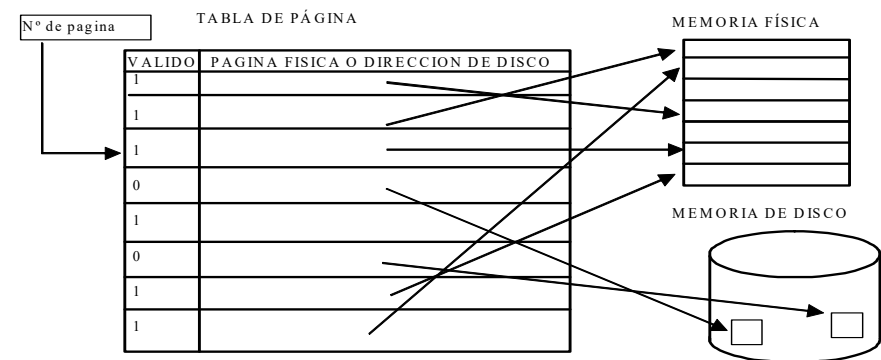 Nº de pagina
TABLA DE PÁGINA
VALIDO PAGINA FISICA O DIRECCION DE DISCO
1
1
1
0
1
0
1
1
MEMORIA FÍSICA
MEMORIA DE DISCO